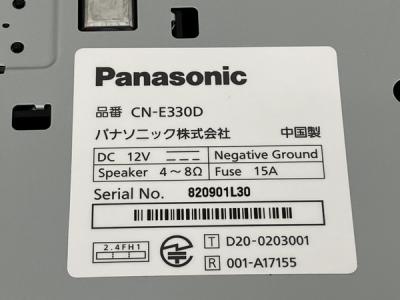 Panasonic
品番 CN-E330D
パナソニック株式会社 中国製
DC 12V Negative Ground
Speaker 4~8Ω Fuse 15A
Serial No. 820901L30
2.4FH1 T D20-0203001
R 001-A17155